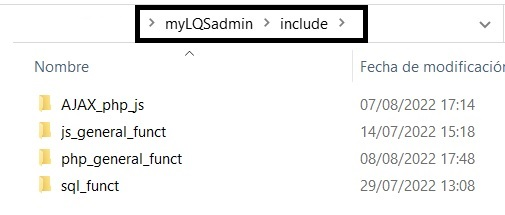 myLQSadmin > include >
Nombre Fecha de modificación
AJAX_php_js 07/08/2022 17:14
js_general_funct 14/07/2022 15:18
php_general_funct 08/08/2022 17:48
sql_funct 29/07/2022 13:08